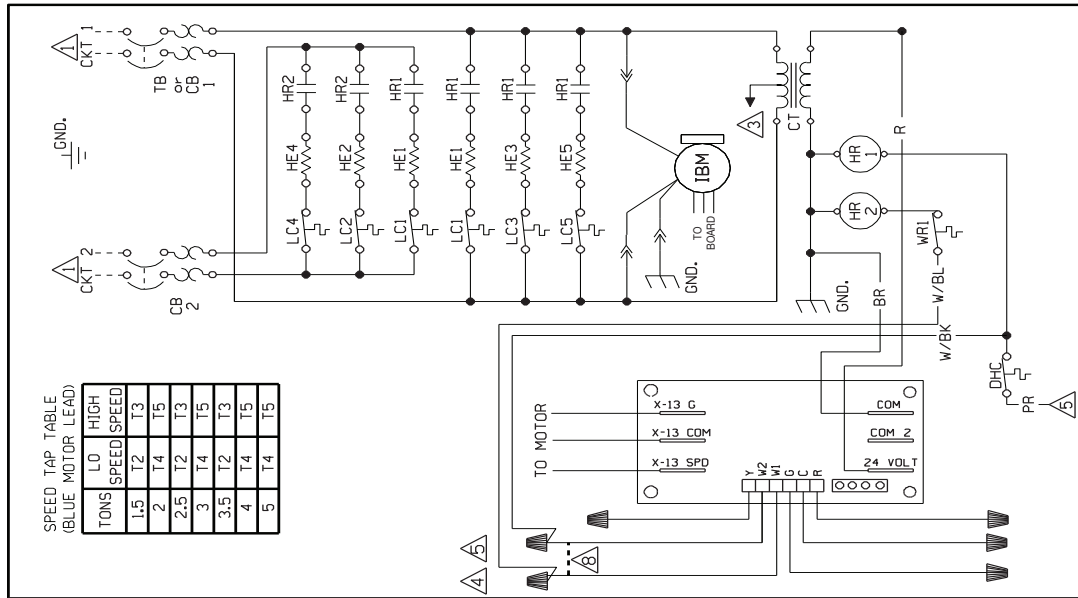 CKT 1
1
TB
or
CB
1
GND.
CKT 2
1
CB
2
HR2
HR2
HR1
HR1
HR1
HR1
HE4
HE2
HE1
HE1
HE3
HE5
LC4
LC2
LC1
LC1
LC3
LC5
IBM
TO
BOARD
GND.
3
CT
R
HR
1
HR
2
WR1
GND.
BR
W/BL
W/BK
DHC
PR
5
SPEED TAP TABLE
(BLUE MOTOR LEAD)
TONS LO SPEED HIGH SPEED
1.5 T2 T3
2 T4 T5
2.5 T2 T3
3 T4 T5
3.5 T2 T3
4 T4 T5
5 T4 T5
TO MOTOR
X-13 G
X-13 COM
X-13 SPD
COM
COM 2
24 VOLT
Y
W2
W1
G
C
R
5
4
8